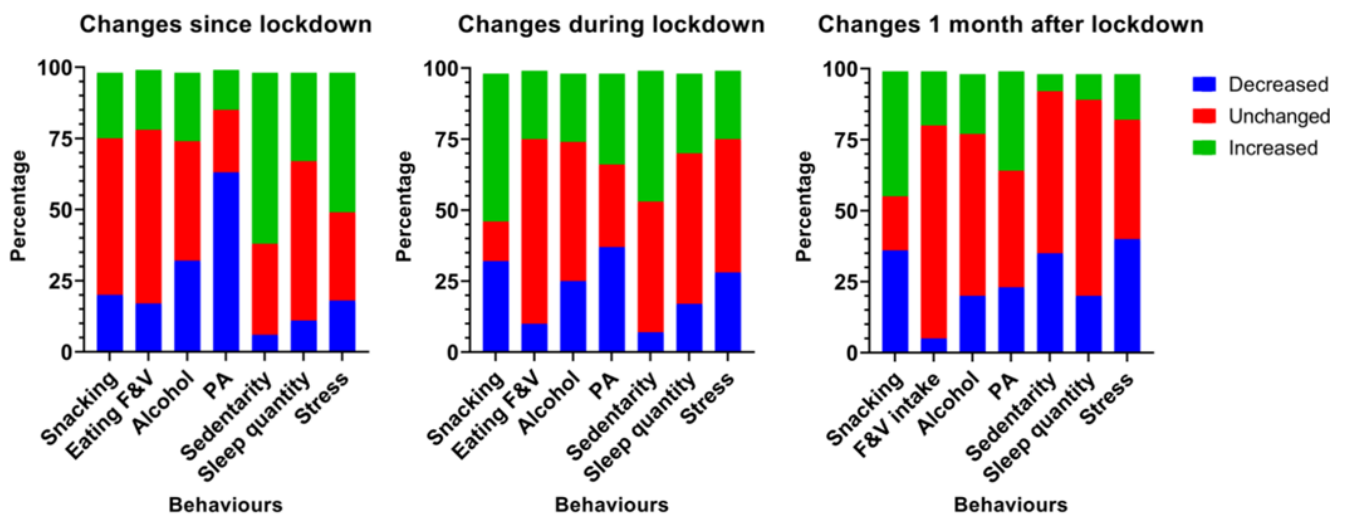 Changes since lockdown
100
75
50
25
0
Percentage
Snacking
Eating F&V
Alcohol
PA
Sedentarity
Sleep quantity
Stress
Behaviours
Changes during lockdown
100
75
50
25
0
Percentage
Snacking
Eating F&V
Alcohol
PA
Sedentarity
Sleep quantity
Stress
Behaviours
Changes 1 month after lockdown
100
75
50
25
0
Percentage
Snacking
F&V intake
Alcohol
PA
Sedentarity
Sleep quantity
Stress
Behaviours
Decreased
Unchanged
Increased